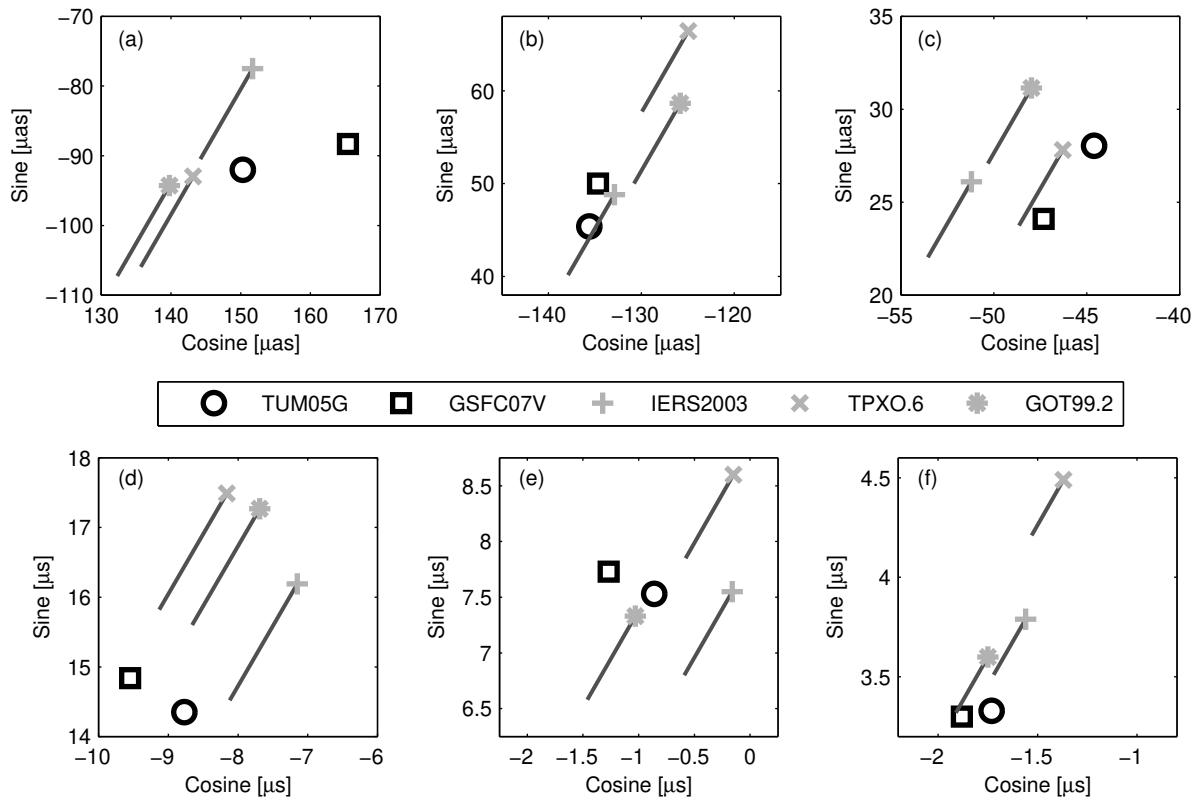 (a)
Sine [µas]
−70
−80
−90
−100
−110
130 140 150 160 170
Cosine [µas]
(b)
Sine [µas]
60
50
40
−140 −130 −120
Cosine [µas]
(c)
Sine [µas]
35
30
25
20
−55 −50 −45 −40
Cosine [µas]
TUM05G GSFC07V IERS2003 TPXO.6 GOT99.2
(d)
Sine [µs]
18
17
16
15
14
−10 −9 −8 −7 −6
Cosine [µs]
(e)
Sine [µs]
8.5
8
7.5
7
6.5
−2 −1.5 −1 −0.5 0
Cosine [µs]
(f)
Sine [µs]
4.5
4
3.5
−2 −1.5 −1
Cosine [µs]